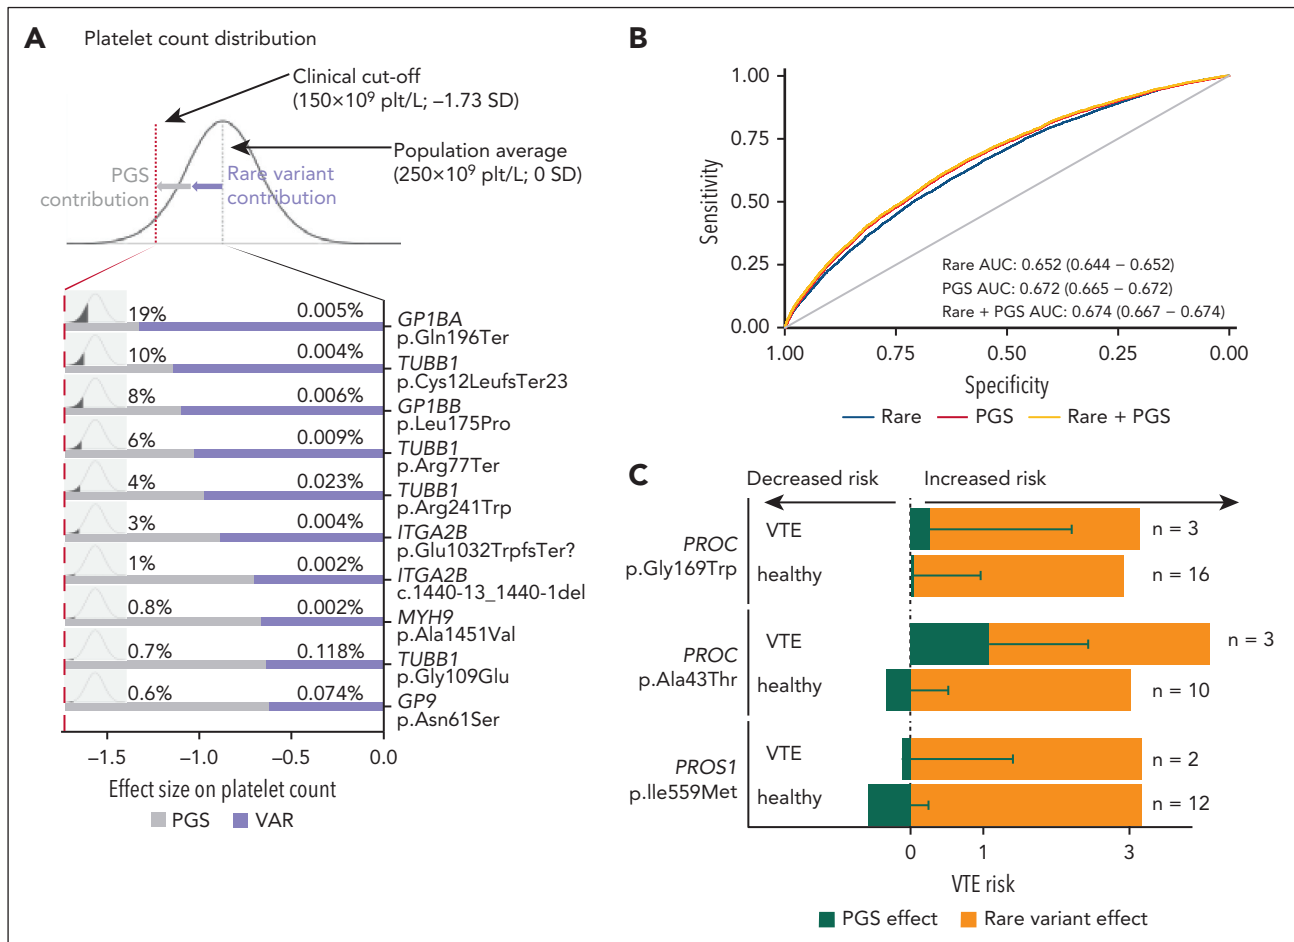 A
Platelet count distribution
Clinical cut-off
(150×10⁹ plt/L; –1.73 SD)
Population average
(250×10⁹ plt/L; 0 SD)
PGS
contribution
Rare variant
contribution
19%
0.005%
GP1BA
p.Gln196Ter
10%
0.004%
TUBB1
p.Cys12LeufsTer23
8%
0.006%
GP1BB
p.Leu175Pro
6%
0.009%
TUBB1
p.Arg77Ter
4%
0.023%
TUBB1
p.Arg241Trp
3%
0.004%
ITGA2B
p.Glu1032TrpfsTer?
1%
0.002%
ITGA2B
c.1440-13_1440-1del
0.8%
0.002%
MYH9
p.Ala1451Val
0.7%
0.118%
TUBB1
p.Gly109Glu
0.6%
0.074%
GP9
p.Asn61Ser
–1.5 –1.0 –0.5 0.0
Effect size on platelet count
PGS VAR
B
Sensitivity
1.00
0.75
0.50
0.25
0.00
Rare AUC: 0.652 (0.644 – 0.652)
PGS AUC: 0.672 (0.665 – 0.672)
Rare + PGS AUC: 0.674 (0.667 – 0.674)
1.00 0.75 0.50 0.25 0.00
Specificity
Rare PGS Rare + PGS
C
Decreased risk Increased risk
PROC
p.Gly169Trp
VTE
n = 3
healthy
n = 16
PROC
p.Ala43Thr
VTE
n = 3
healthy
n = 10
PROS1
p.Ile559Met
VTE
n = 2
healthy
n = 12
0 1 3
VTE risk
PGS effect Rare variant effect